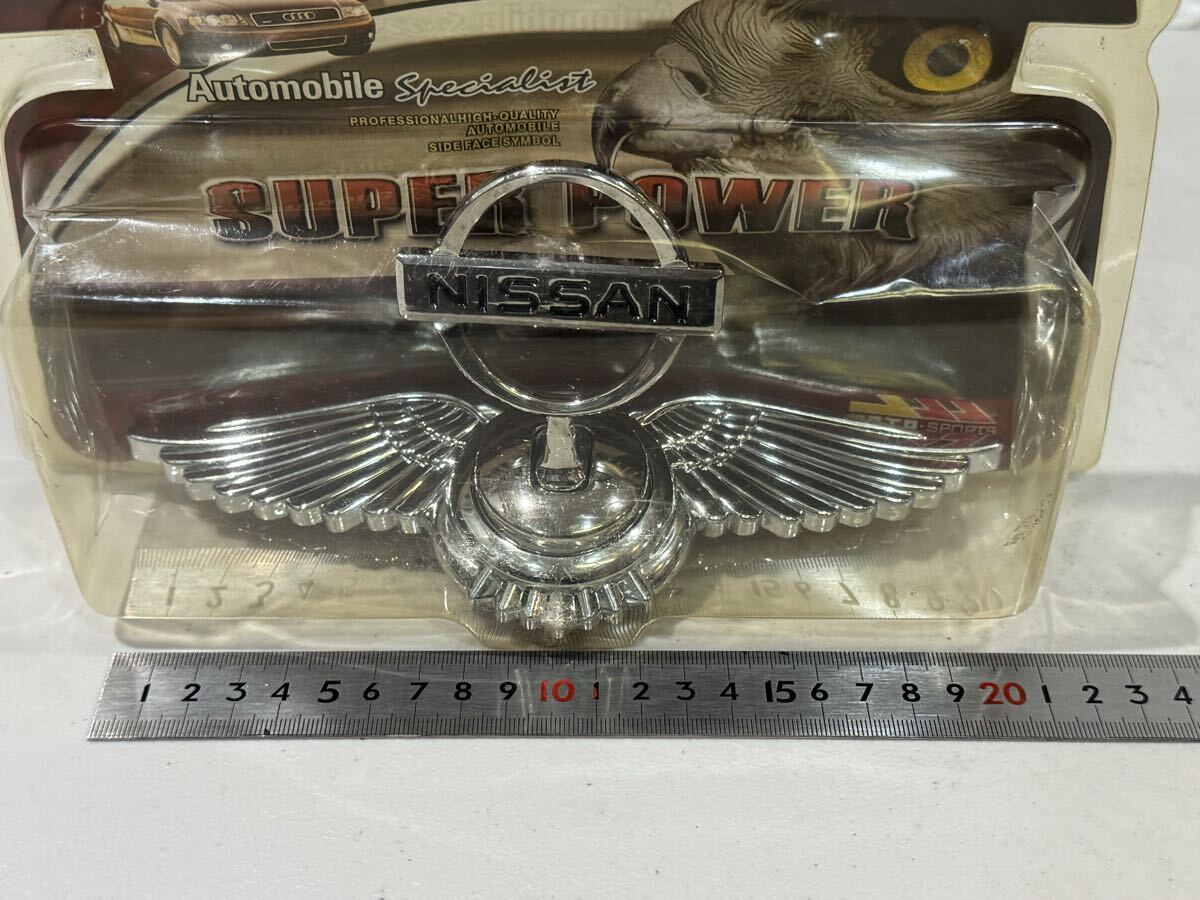 Automobile Specialist
PROFESSIONALHIGH-QUALITY
AUTOMOBILE
SIDE FACE SYMBOL
SUPER POWER
NISSAN
SPORTS
1 2 3 4 5 6 7 8 9 10 1 2 3 4 15 6 7 8 9 20 1 2 3 4